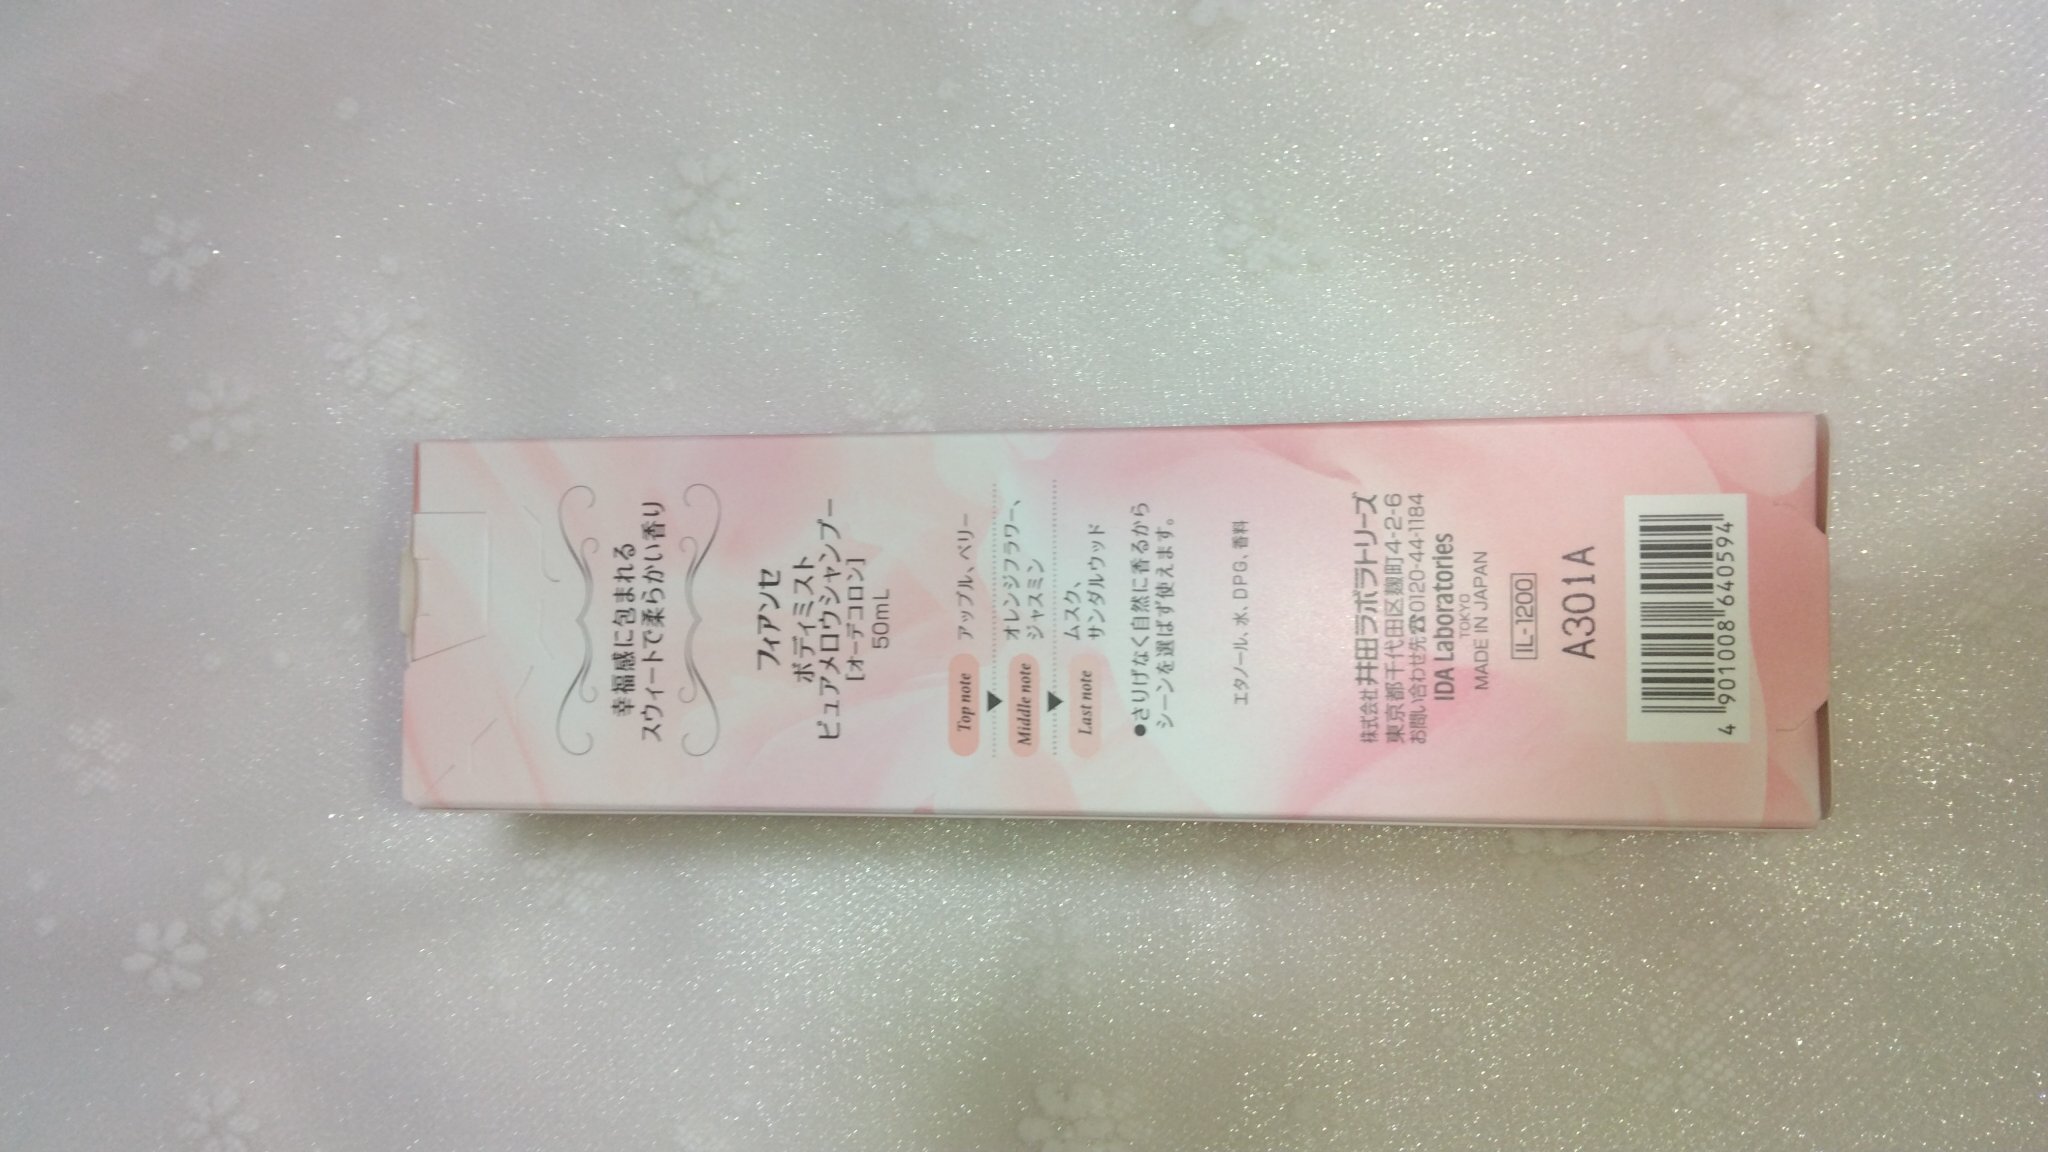 幸福感に包まれる
スウィートで柔らかい香り
フィアンセ
ボディミスト
ピュアメロウシャンプー
[オーデコロン]
50mL
Top note アップル、ベリー
Middle note オレンジフラワー、
ジャスミン
Last note ムスク、
サンダルウッド
●さりげなく自然に香るから
シーンを選ばず使えます。
エタノール、水、DPG、香料
株式会社井田ラボラトリーズ
東京都千代田区麹町4-2-6
お問い合わせ先☎0120-44-1184
IDA Laboratories
TOKYO
MADE IN JAPAN
IL-1200
A301A
4 901008 640594